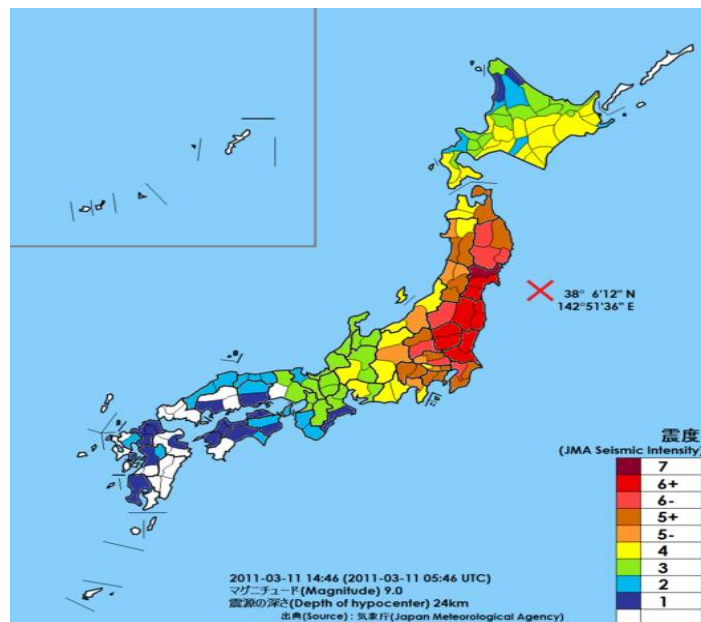 38° 6'12" N
142°51'36" E
震度
(JMA Seismic Intensity)
7
6+
6-
5+
5-
4
3
2
1
2011-03-11 14:46 (2011-03-11 05:46 UTC)
マグニチュード(Magnitude) 9.0
震源の深さ(Depth of hypocenter) 24km
出典(Source) : 気象庁(Japan Meteorological Agency)